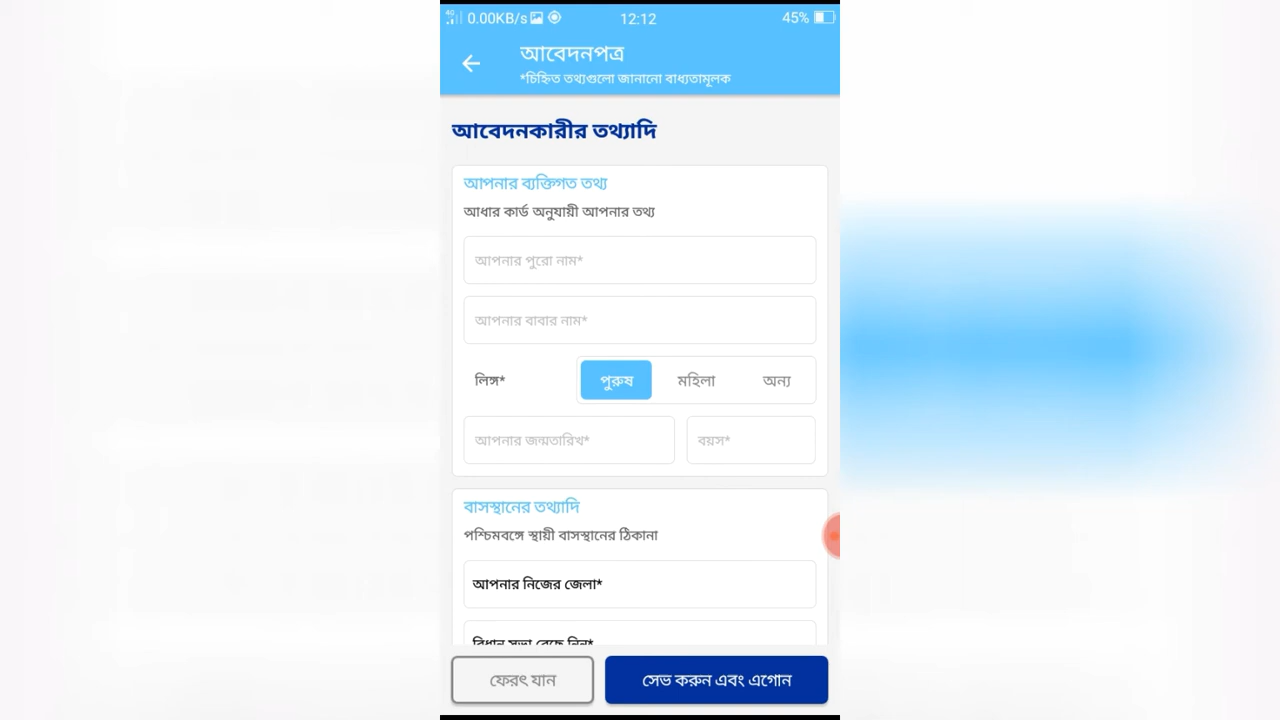 4G 0.00KB/s 12:12 45%
আবেদনপত্র
*চিহ্নিত তথ্যগুলো জানানো বাধ্যতামূলক
আবেদনকারীর তথ্যাদি
আপনার ব্যক্তিগত তথ্য
আধার কার্ড অনুযায়ী আপনার তথ্য
আপনার পুরো নাম*
আপনার বাবার নাম*
লিঙ্গ* পুরুষ মহিলা অন্য
আপনার জন্মতারিখ* বয়স*
বাসস্থানের তথ্যাদি
পশ্চিমবঙ্গে স্থায়ী বাসস্থানের ঠিকানা
আপনার নিজের জেলা*
বিধান সভা বেছে নিন*
ফেরৎ যান সেভ করুন এবং এগোন